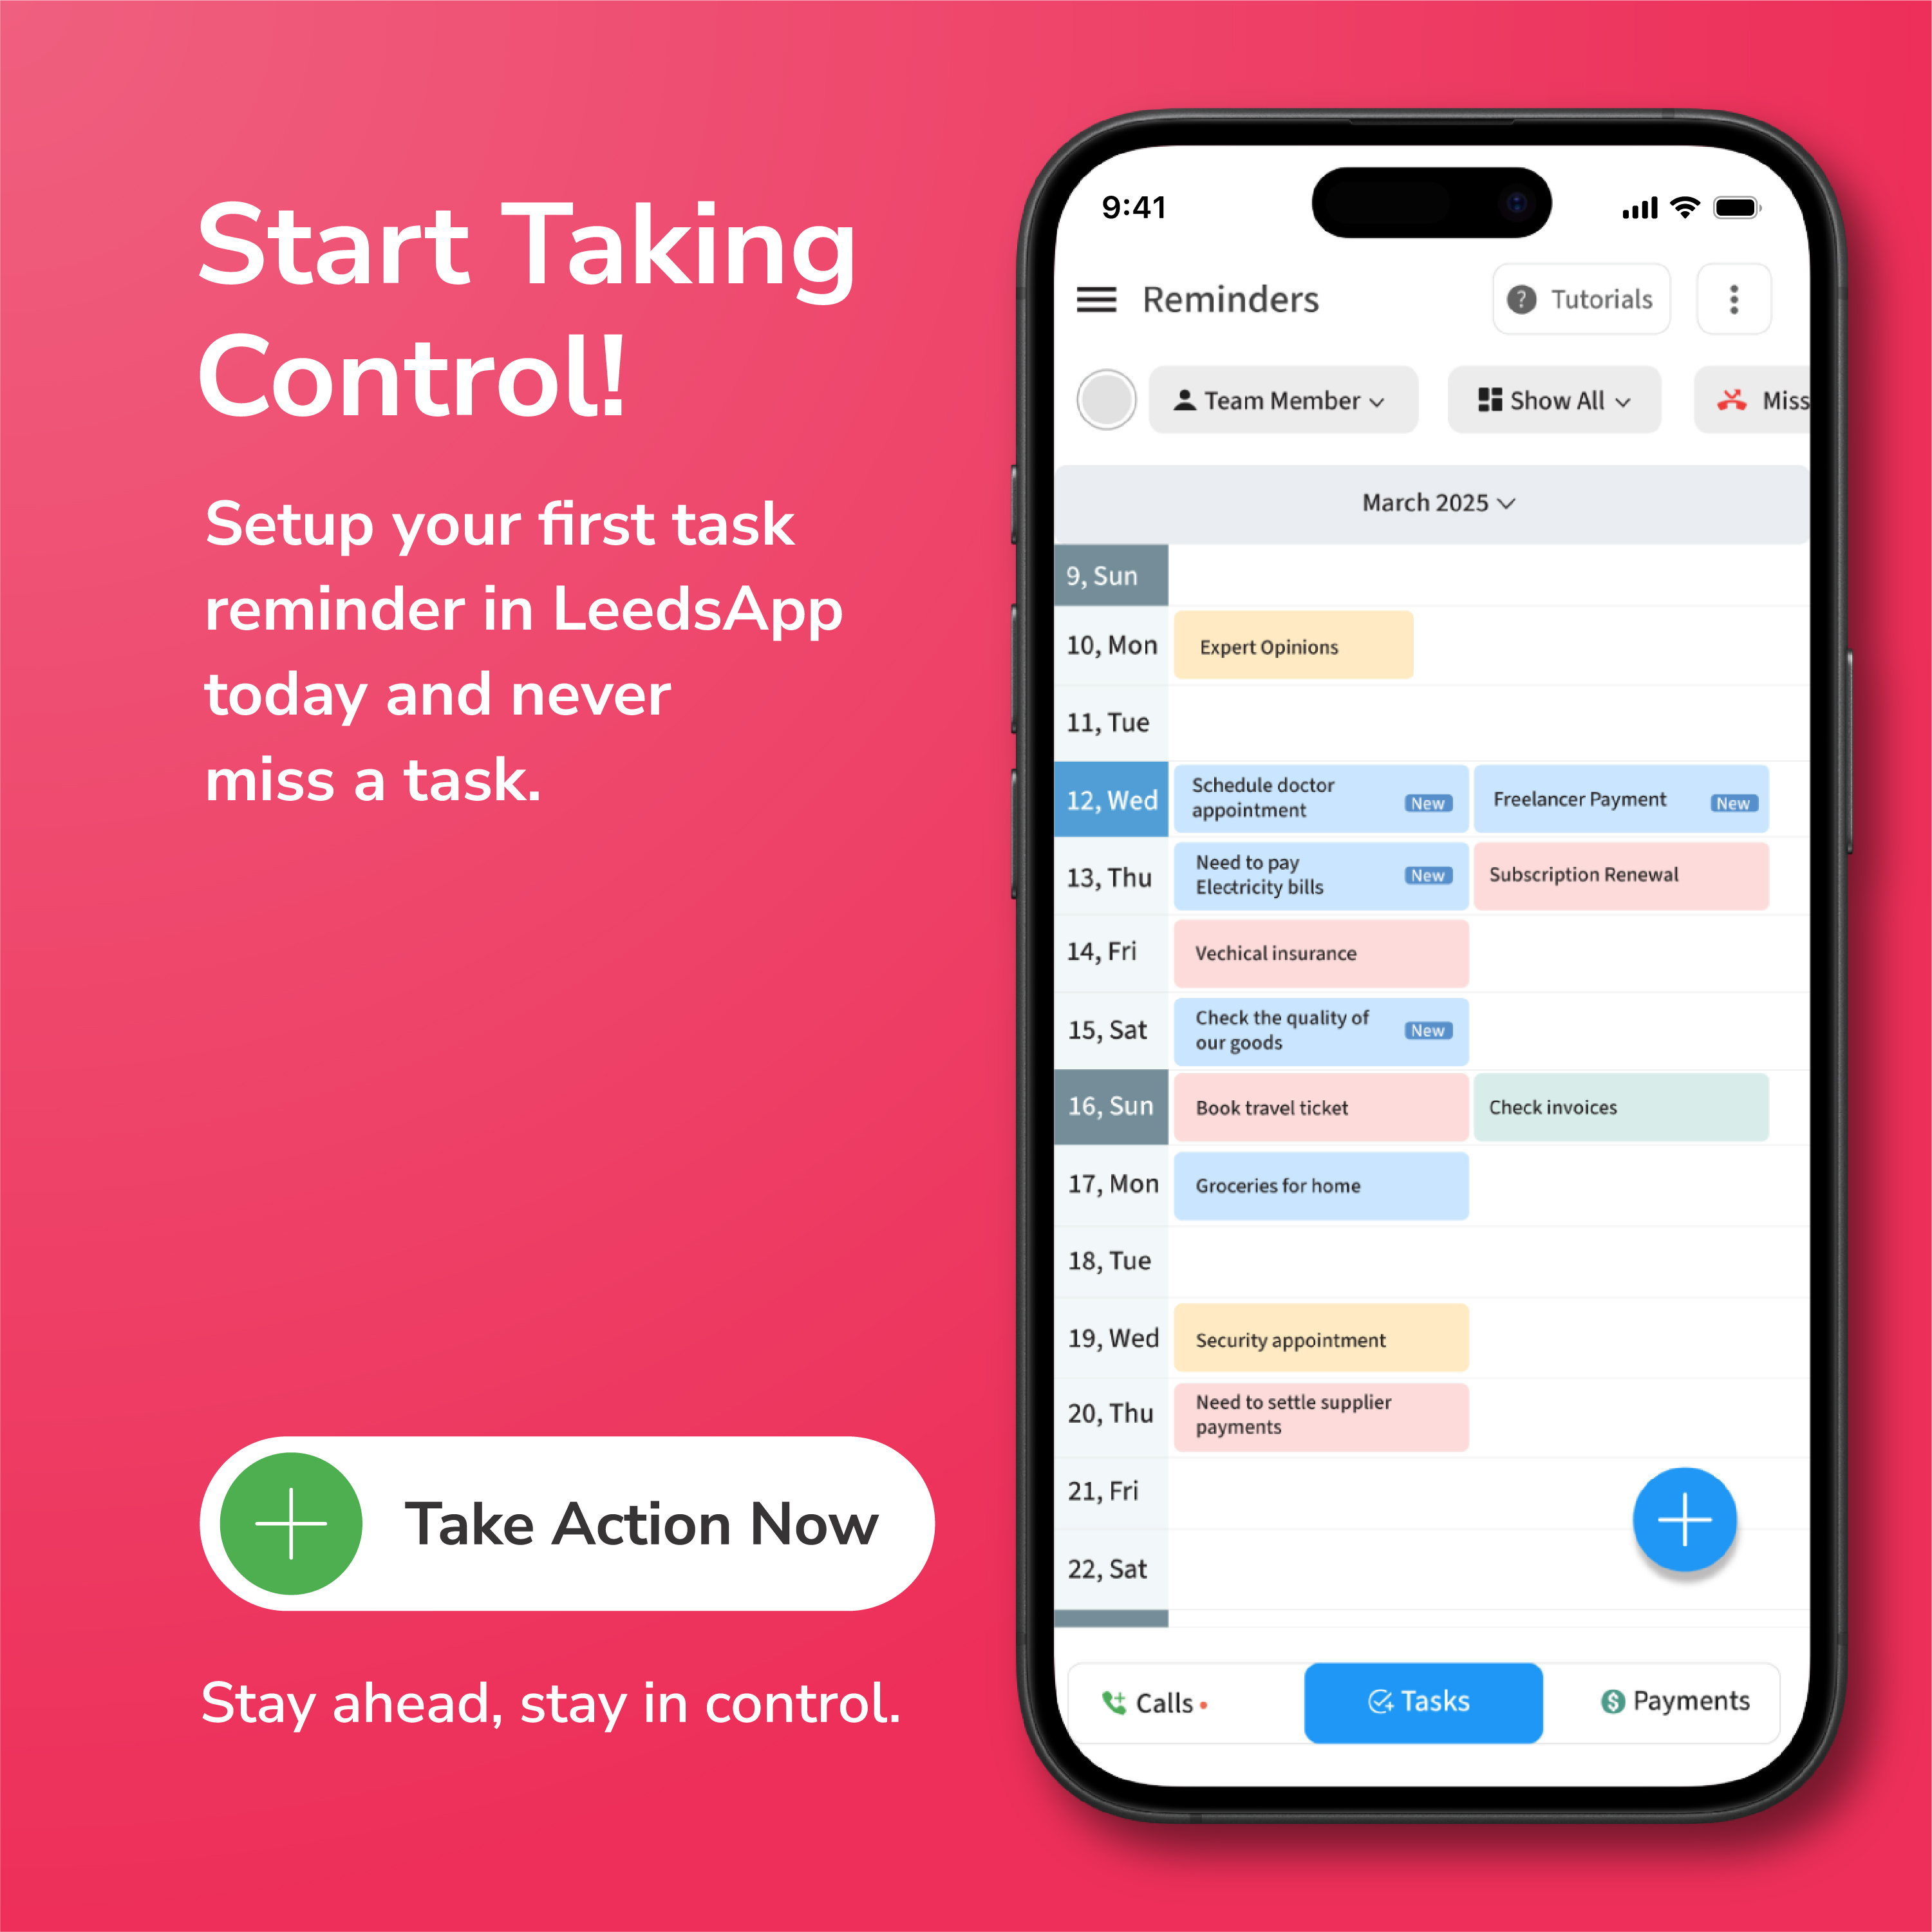 Start Taking
Control!
Setup your first task
reminder in LeedsApp
today and never
miss a task.
Take Action Now
Stay ahead, stay in control.
9:41
Reminders
? Tutorials
Team Member
Show All
Miss
March 2025
9, Sun
10, Mon
Expert Opinions
11, Tue
12, Wed
Schedule doctor
appointment
New
Freelancer Payment
New
13, Thu
Need to pay
Electricity bills
New
Subscription Renewal
14, Fri
Vechical insurance
15, Sat
Check the quality of
our goods
New
16, Sun
Book travel ticket
Check invoices
17, Mon
Groceries for home
18, Tue
19, Wed
Security appointment
20, Thu
Need to settle supplier
payments
21, Fri
22, Sat
Calls
Tasks
$ Payments